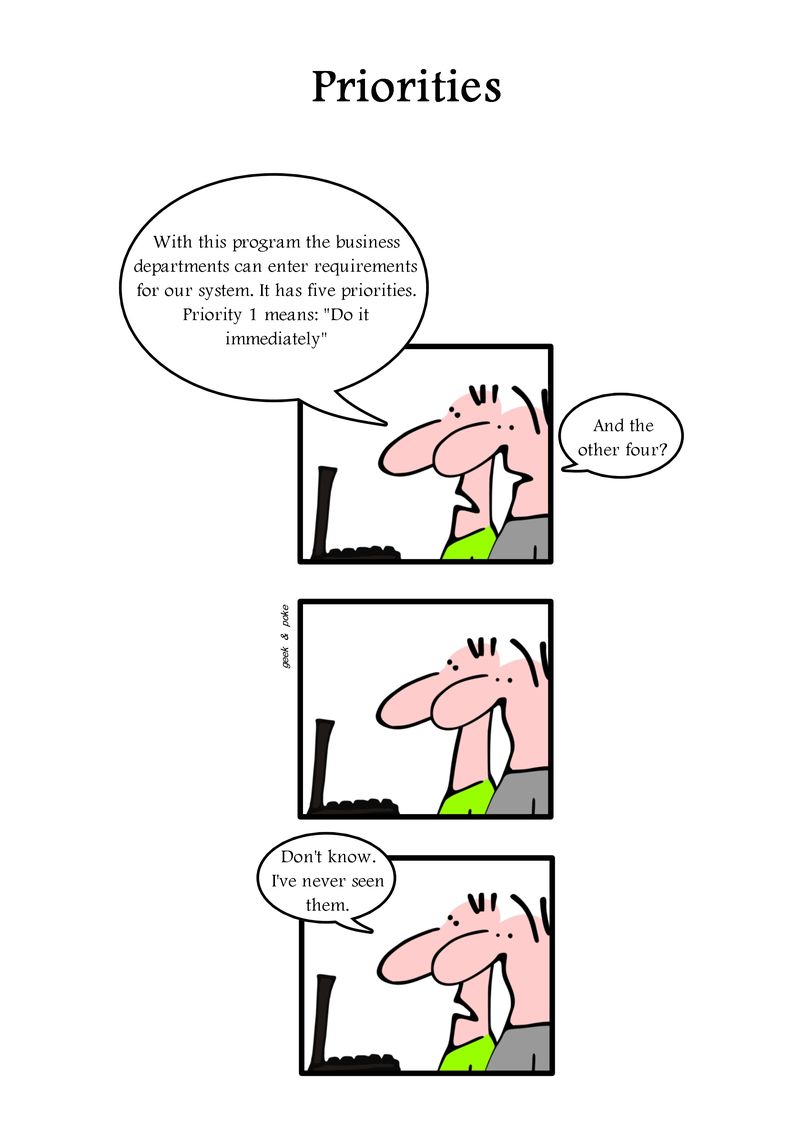 Priorities
With this program the business
departments can enter requirements
for our system. It has five priorities.
Priority 1 means: "Do it
immediately"
And the
other four?
geek & poke
Don't know.
I've never seen
them.